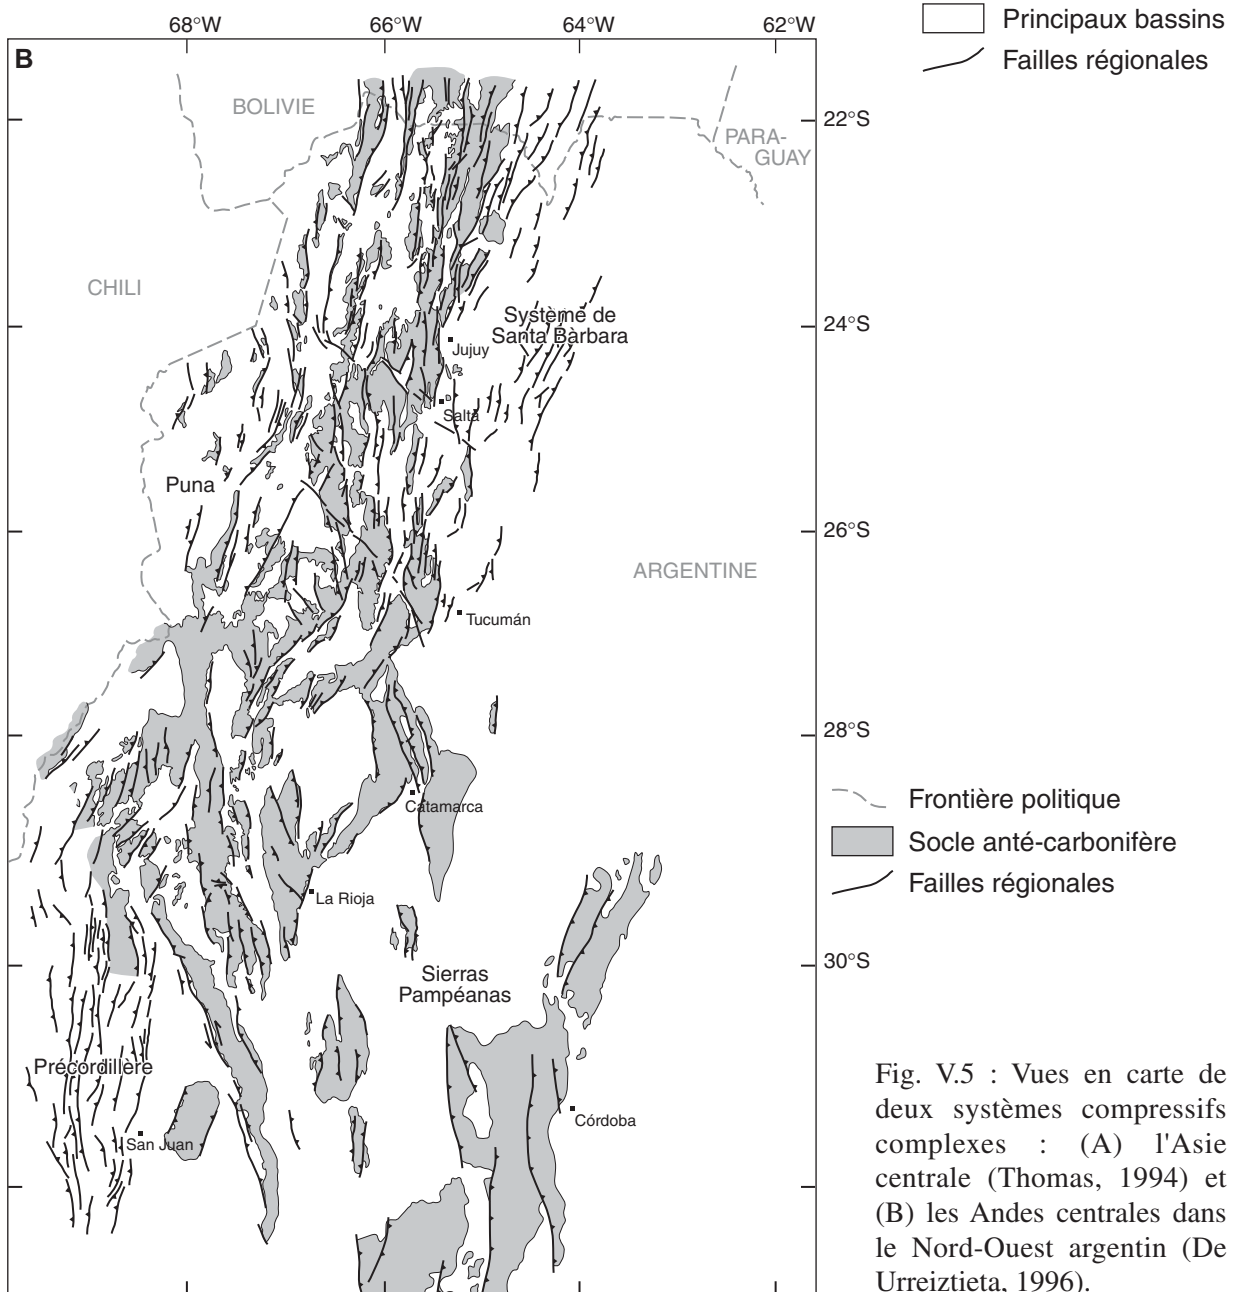 68°W 66°W 64°W 62°W
Principaux bassins
Failles régionales
B
BOLIVIE
22°S
PARA-
GUAY
CHILI
Système de
Santa Bàrbara
24°S
Jujuy
Salta
Puna
26°S
ARGENTINE
Tucumán
28°S
Catamarca
Frontière politique
Socle anté-carbonifère
Failles régionales
La Rioja
30°S
Sierras
Pampéanas
Précordillère
Córdoba
San Juan
Fig. V.5 : Vues en carte de
deux systèmes compressifs
complexes : (A) l'Asie
centrale (Thomas, 1994) et
(B) les Andes centrales dans
le Nord-Ouest argentin (De
Urreiztieta, 1996).